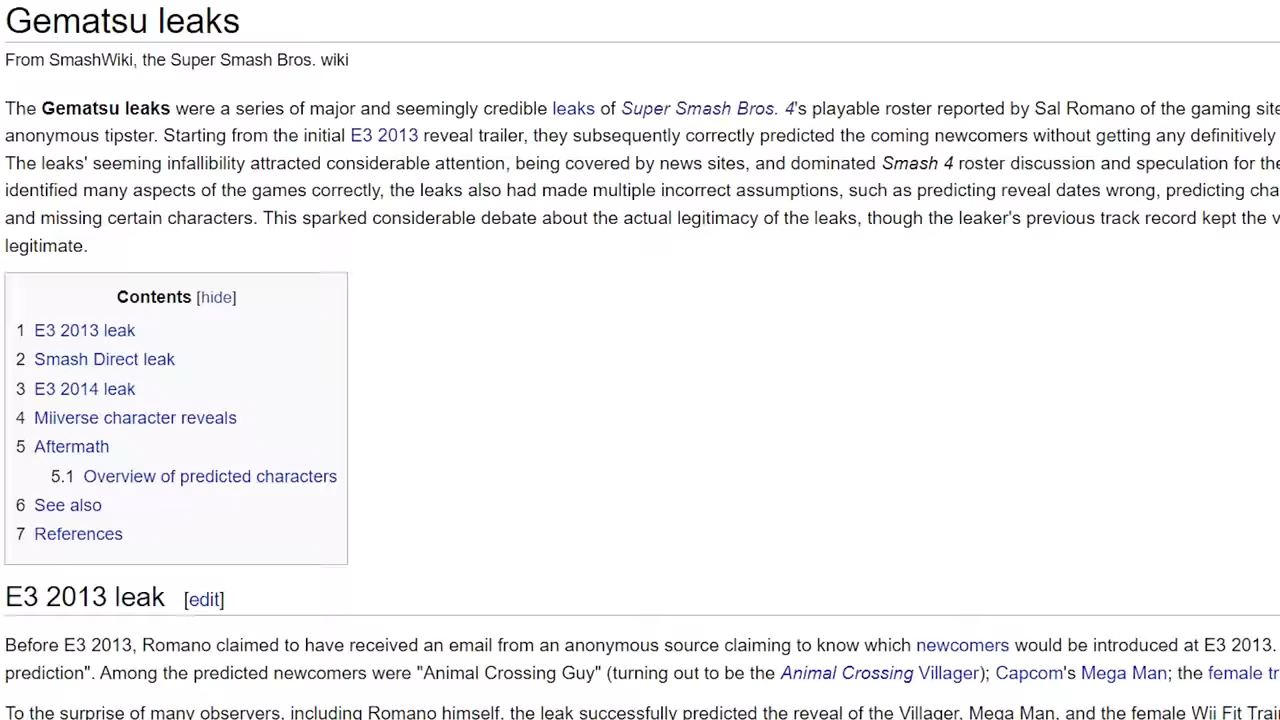 Gematsu leaks
From SmashWiki, the Super Smash Bros. wiki
The Gematsu leaks were a series of major and seemingly credible leaks of Super Smash Bros. 4's playable roster reported by Sal Romano of the gaming site
anonymous tipster. Starting from the initial E3 2013 reveal trailer, they subsequently correctly predicted the coming newcomers without getting any definitively
The leaks' seeming infallibility attracted considerable attention, being covered by news sites, and dominated Smash 4 roster discussion and speculation for the
identified many aspects of the games correctly, the leaks also had made multiple incorrect assumptions, such as predicting reveal dates wrong, predicting cha
and missing certain characters. This sparked considerable debate about the actual legitimacy of the leaks, though the leaker's previous track record kept the v
legitimate.
Contents [hide]
1 E3 2013 leak
2 Smash Direct leak
3 E3 2014 leak
4 Miiverse character reveals
5 Aftermath
5.1 Overview of predicted characters
6 See also
7 References
E3 2013 leak [edit]
Before E3 2013, Romano claimed to have received an email from an anonymous source claiming to know which newcomers would be introduced at E3 2013.
prediction". Among the predicted newcomers were "Animal Crossing Guy" (turning out to be the Animal Crossing Villager); Capcom's Mega Man; the female tr
To the surprise of many observers, including Romano himself, the leak successfully predicted the reveal of the Villager, Mega Man, and the female Wii Fit Trai